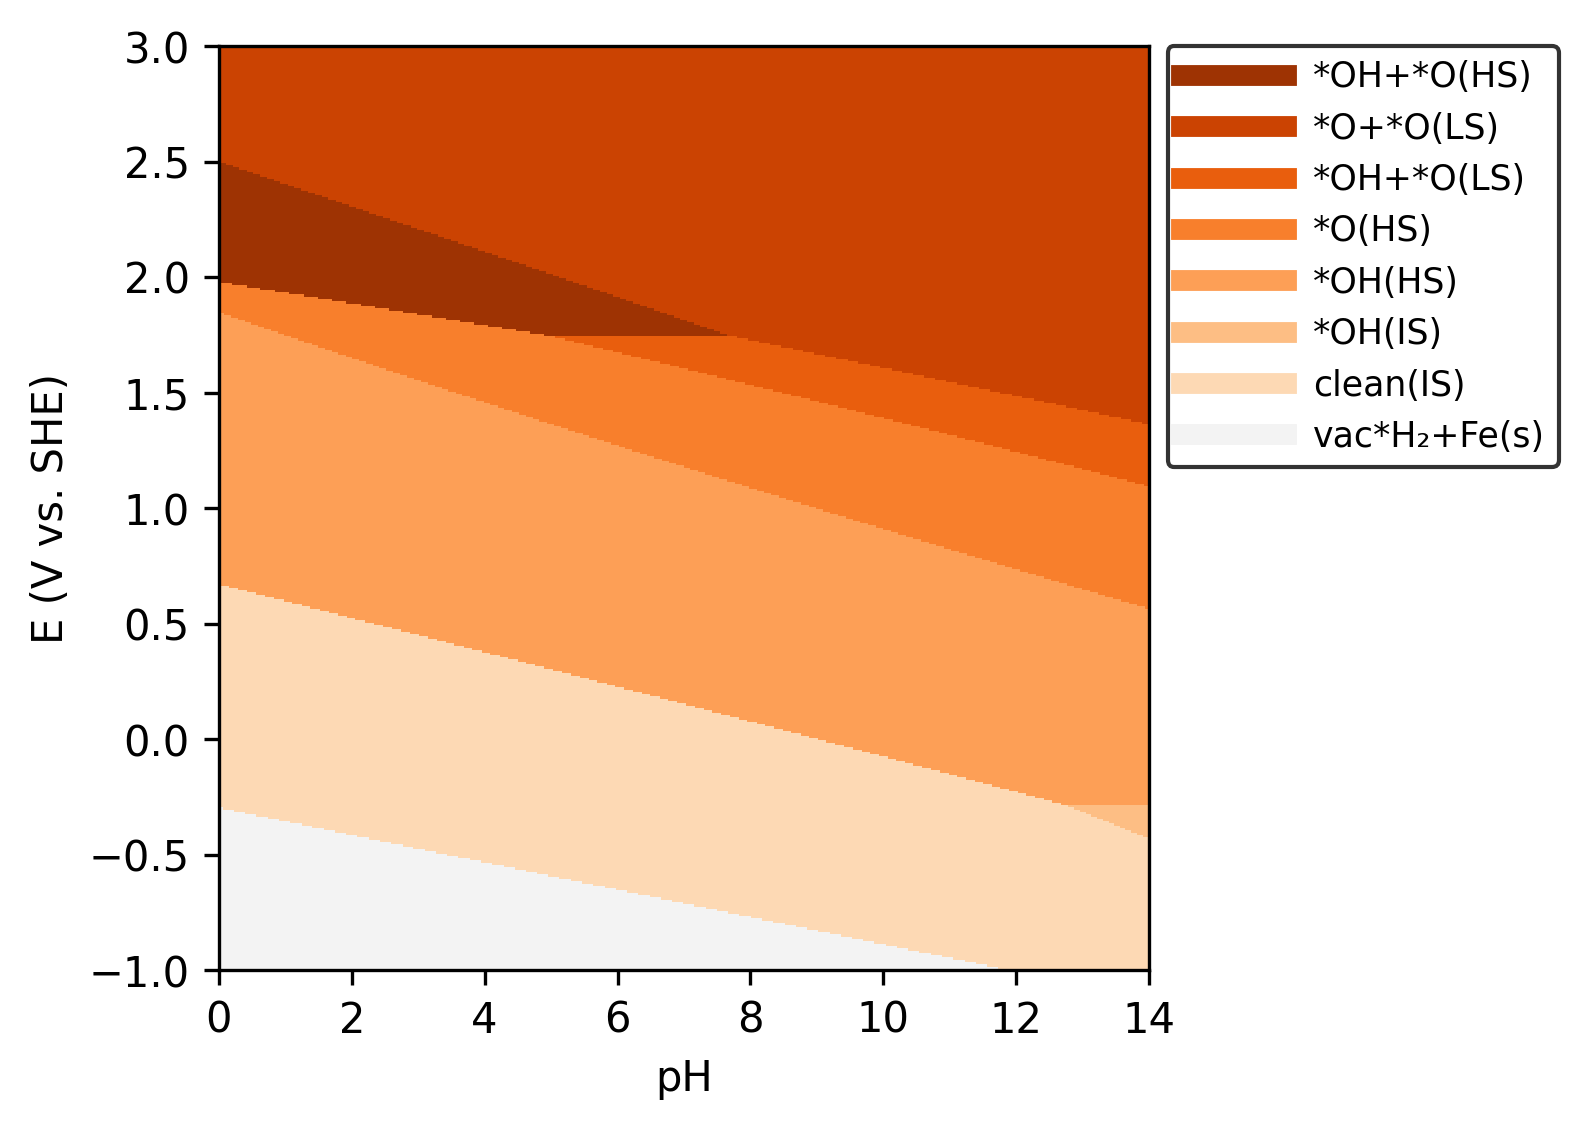 3.0
2.5
2.0
1.5
1.0
0.5
0.0
−0.5
−1.0
E (V vs. SHE)
0 2 4 6 8 10 12 14
pH
*OH+*O(HS)
*O+*O(LS)
*OH+*O(LS)
*O(HS)
*OH(HS)
*OH(IS)
clean(IS)
vac*H₂+Fe(s)